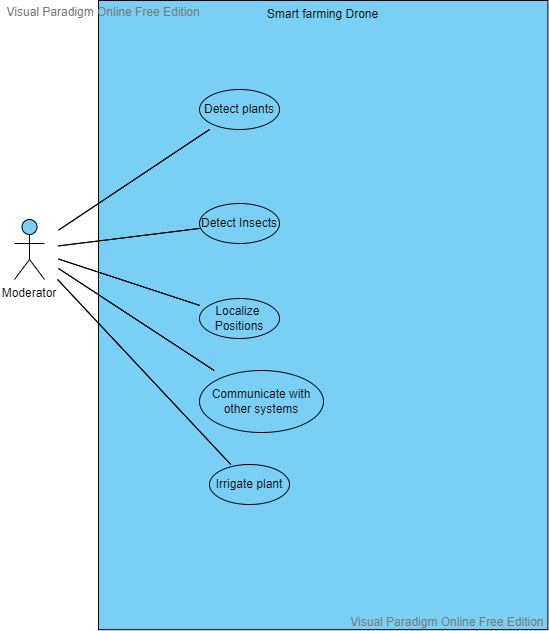 Visual Paradigm Online Free Edition
Smart farming Drone
Detect plants
Detect Insects
Moderator
Localize
Positions
Communicate with
other systems
Irrigate plant
Visual Paradigm Online Free Edition